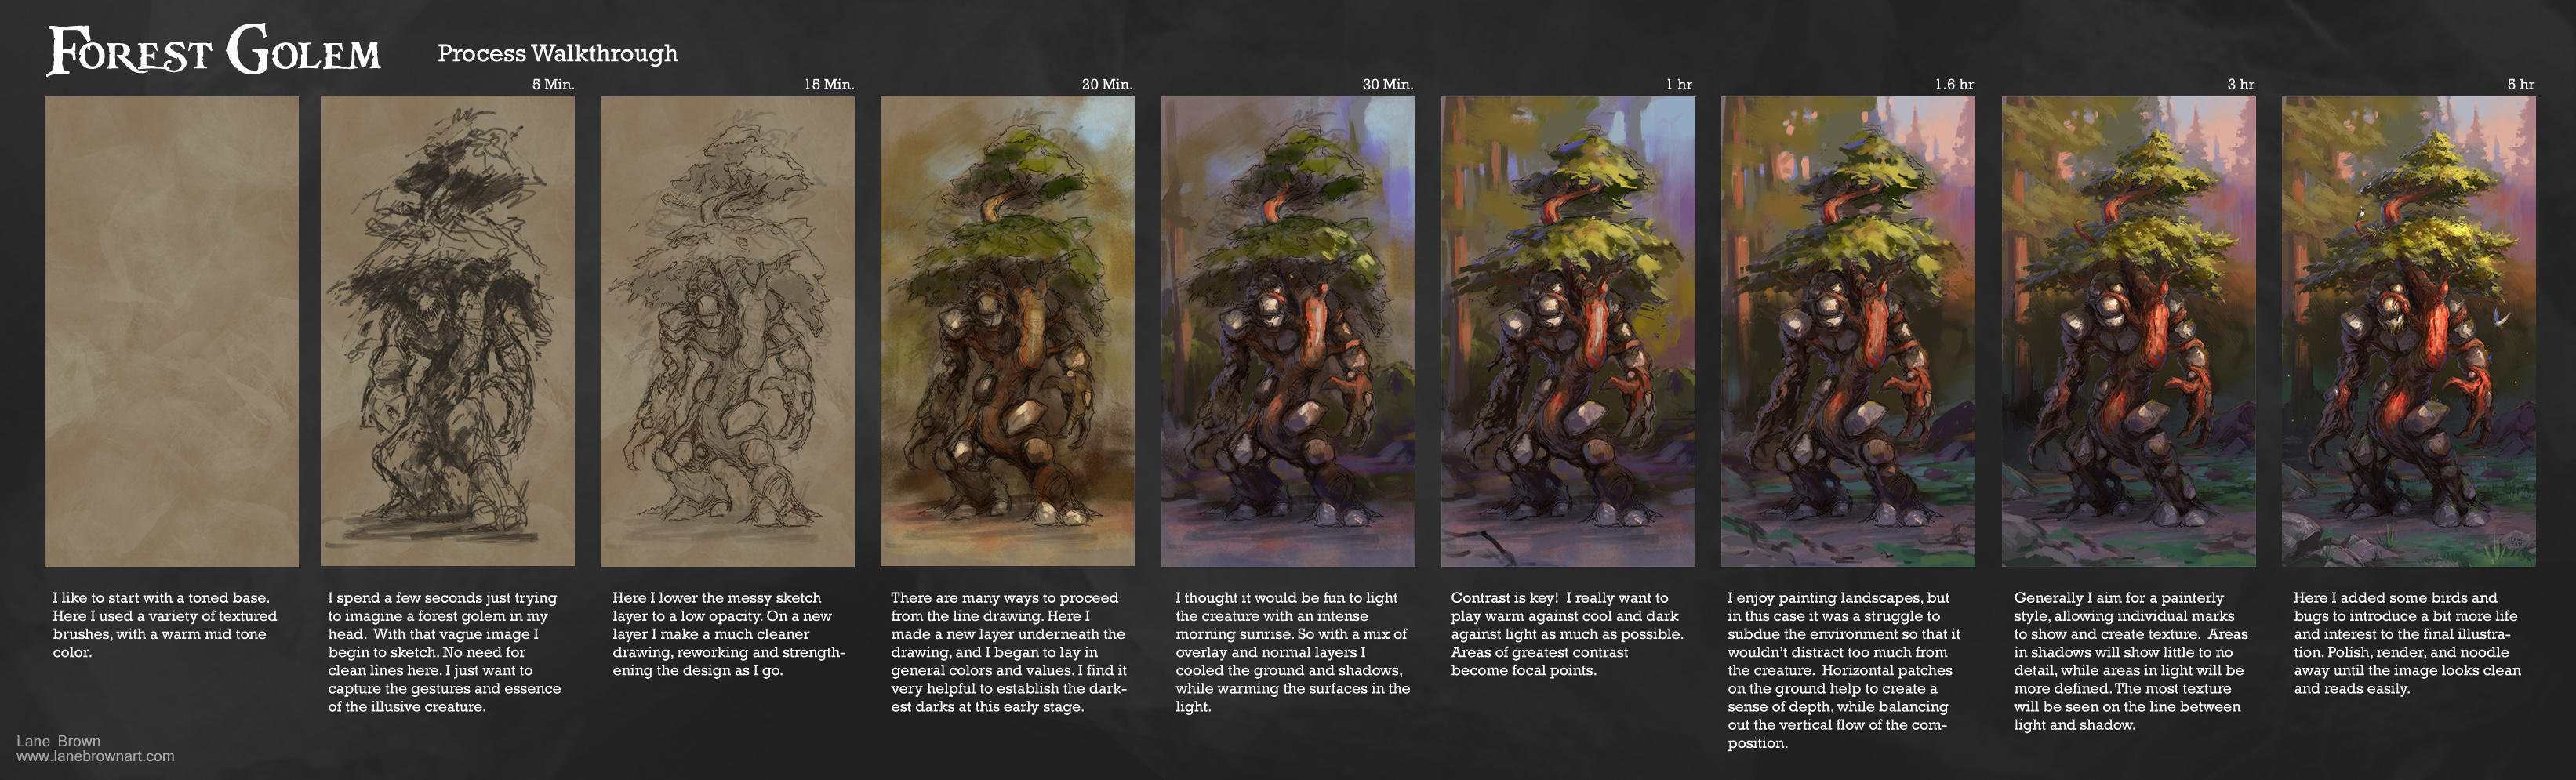 Forest Golem
Process Walkthrough
5 Min.
15 Min.
20 Min.
30 Min.
1 hr
1.6 hr
3 hr
5 hr
I like to start with a toned base.
Here I used a variety of textured
brushes, with a warm mid tone
color.
I spend a few seconds just trying
to imagine a forest golem in my
head. With that vague image I
begin to sketch. No need for
clean lines here. I just want to
capture the gestures and essence
of the illusive creature.
Here I lower the messy sketch
layer to a low opacity. On a new
layer I make a much cleaner
drawing, reworking and strength-
ening the design as I go.
There are many ways to proceed
from the line drawing. Here I
made a new layer underneath the
drawing, and I began to lay in
general colors and values. I find it
very helpful to establish the dark-
est darks at this early stage.
I thought it would be fun to light
the creature with an intense
morning sunrise. So with a mix of
overlay and normal layers I
cooled the ground and shadows,
while warming the surfaces in the
light.
Contrast is key! I really want to
play warm against cool and dark
against light as much as possible.
Areas of greatest contrast
become focal points.
I enjoy painting landscapes, but
in this case it was a struggle to
subdue the environment so that it
wouldn't distract too much from
the creature. Horizontal patches
on the ground help to create a
sense of depth, while balancing
out the vertical flow of the com-
position.
Generally I aim for a painterly
style, allowing individual marks
to show and create texture. Areas
in shadows will show little to no
detail, while areas in light will be
more defined. The most texture
will be seen on the line between
light and shadow.
Here I added some birds and
bugs to introduce a bit more life
and interest to the final illustra-
tion. Polish, render, and noodle
away until the image looks clean
and reads easily.
Lane Brown
www.lanebrownart.com